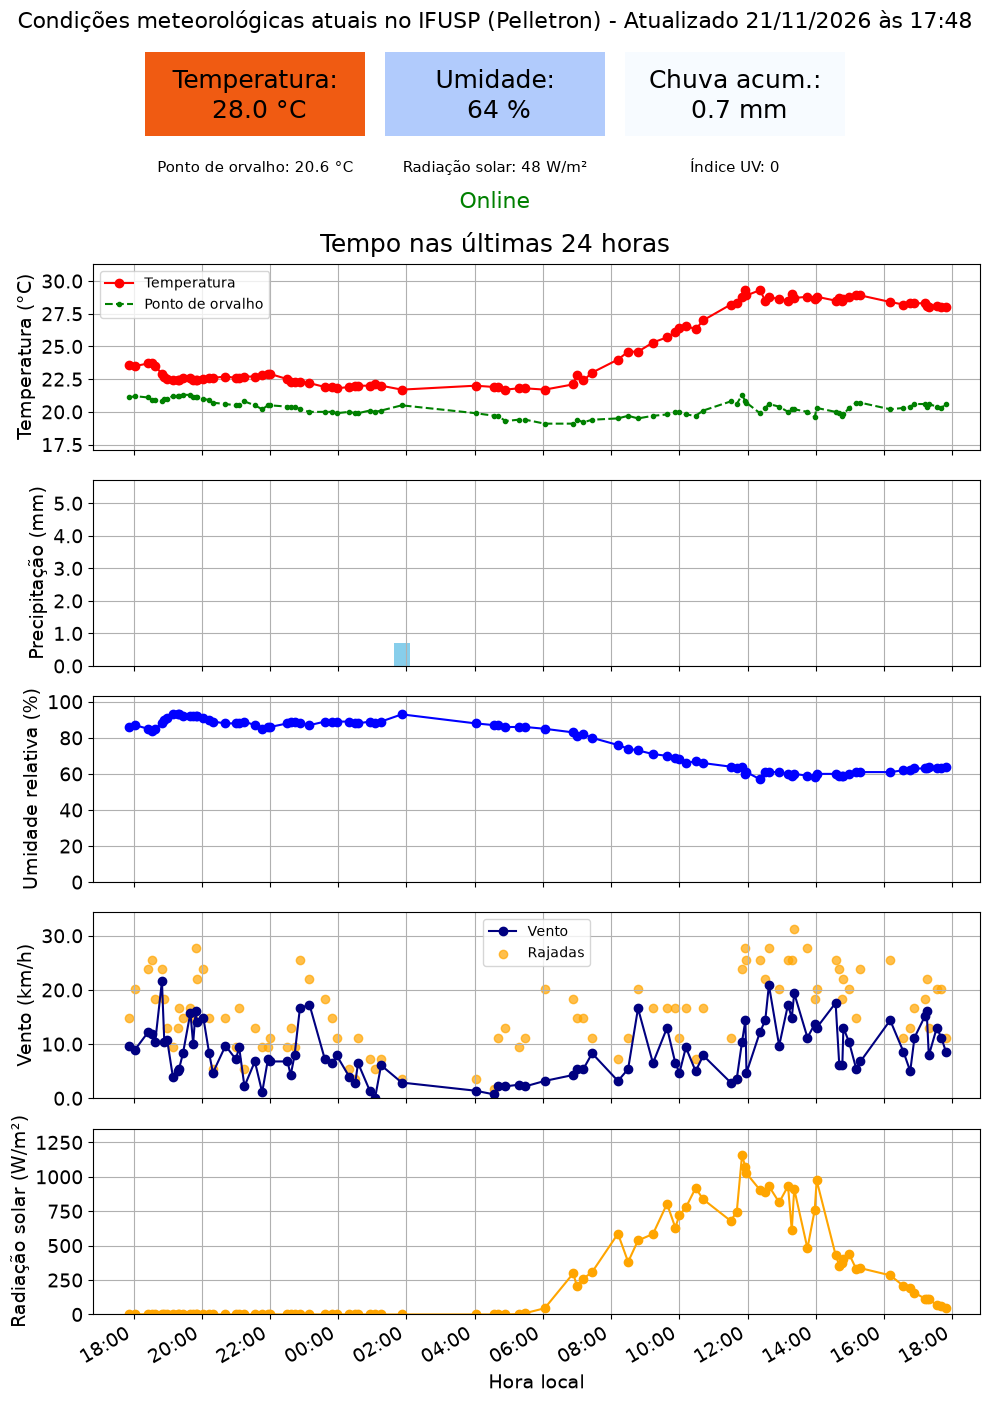 Condições meteorológicas atuais no IFUSP (Pelletron) - Atualizado 21/11/2026 às 17:48
Temperatura:
28.0 °C
Umidade:
64 %
Chuva acum.:
0.7 mm
Ponto de orvalho: 20.6 °C
Radiação solar: 48 W/m²
Índice UV: 0
Online
Tempo nas últimas 24 horas
Temperatura (°C)
30.0
27.5
25.0
22.5
20.0
17.5
Temperatura
Ponto de orvalho
Precipitação (mm)
5.0
4.0
3.0
2.0
1.0
0.0
Umidade relativa (%)
100
80
60
40
20
0
Vento (km/h)
30.0
20.0
10.0
0.0
Vento
Rajadas
Radiação solar (W/m²)
1250
1000
750
500
250
0
18:00
20:00
22:00
00:00
02:00
04:00
06:00
08:00
10:00
12:00
14:00
16:00
18:00
Hora local